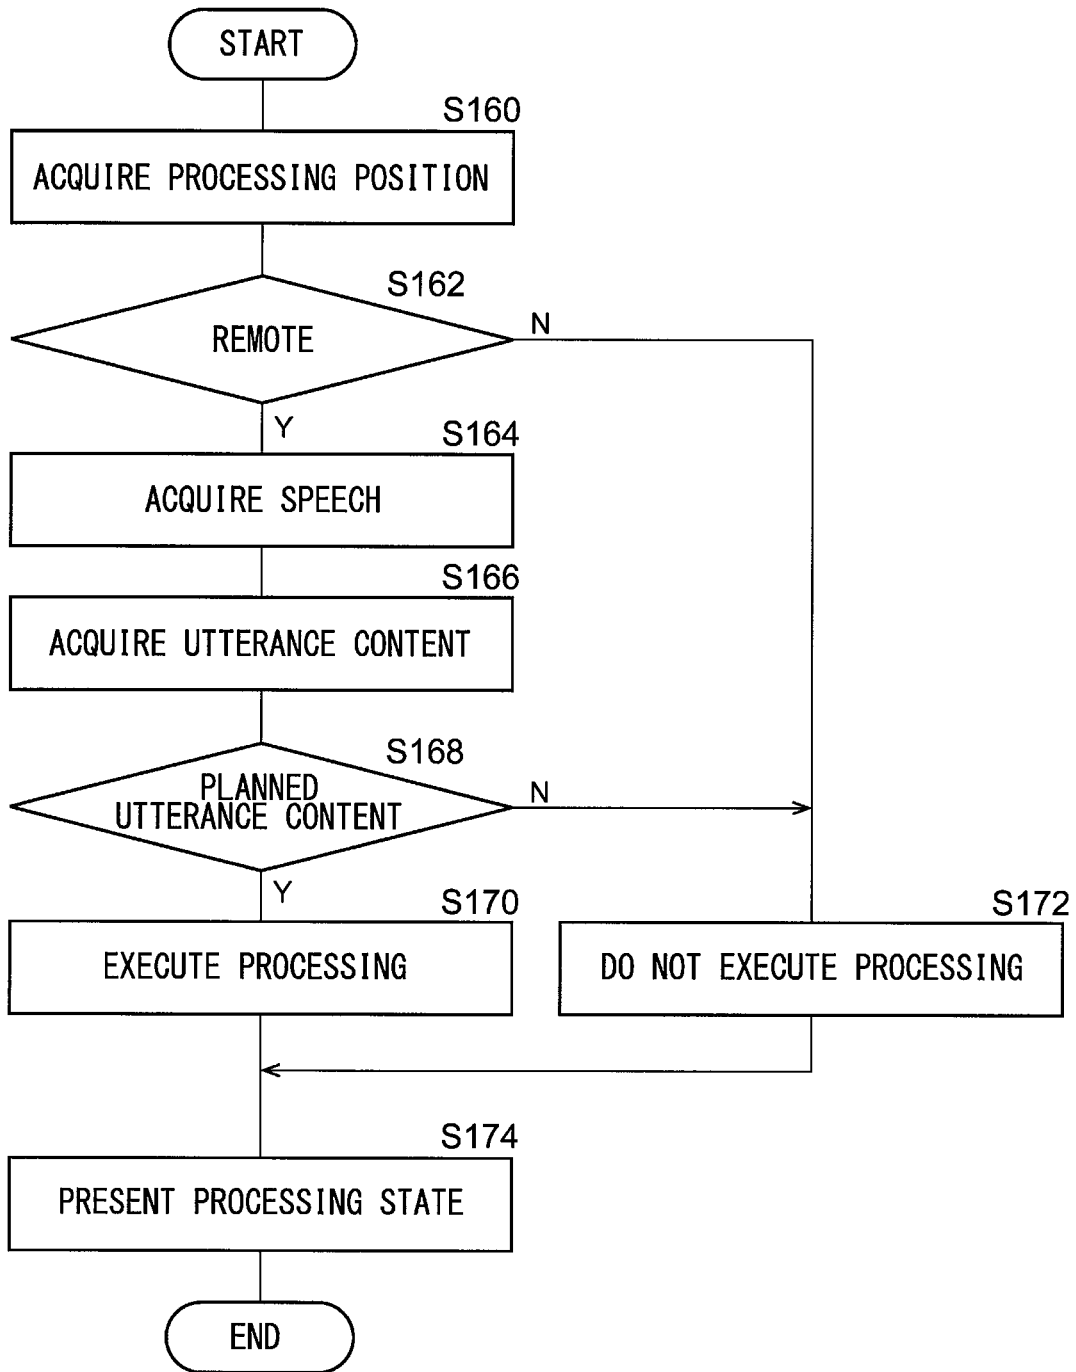 START
S160
ACQUIRE PROCESSING POSITION
S162
REMOTE
N
Y
S164
ACQUIRE SPEECH
S166
ACQUIRE UTTERANCE CONTENT
S168
PLANNED
UTTERANCE CONTENT
N
Y
S170
EXECUTE PROCESSING
S172
DO NOT EXECUTE PROCESSING
S174
PRESENT PROCESSING STATE
END